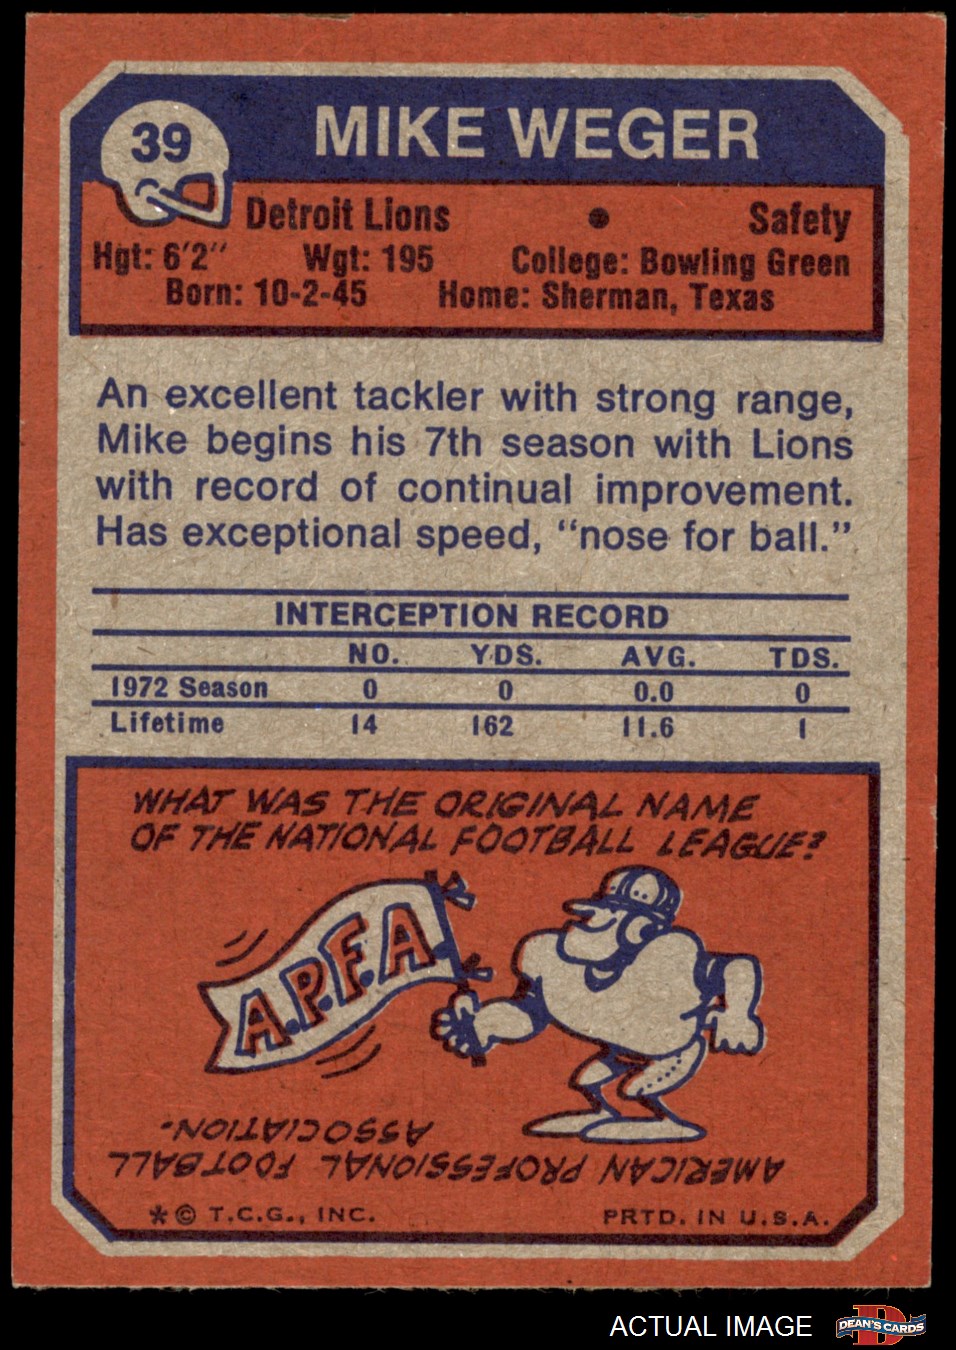 39
MIKE WEGER
Detroit Lions • Safety
Hgt: 6'2" Wgt: 195 College: Bowling Green
Born: 10-2-45 Home: Sherman, Texas
An excellent tackler with strong range,
Mike begins his 7th season with Lions
with record of continual improvement.
Has exceptional speed, "nose for ball."
INTERCEPTION RECORD
NO. YDS. AVG. TDS.
1972 Season 0 0 0.0 0
Lifetime 14 162 11.6 1
WHAT WAS THE ORIGINAL NAME
OF THE NATIONAL FOOTBALL LEAGUE?
A.P.F.A.
AMERICAN PROFESSIONAL FOOTBALL
ASSOCIATION-
* © T.C.G., INC. PRTD. IN U.S.A.
ACTUAL IMAGE
D
DEAN'S CARDS